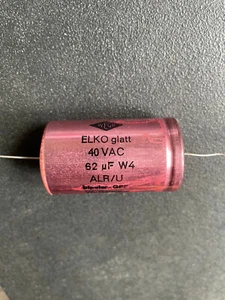 ELKO glatt
40 VAC
62 µF W4
ALR/U